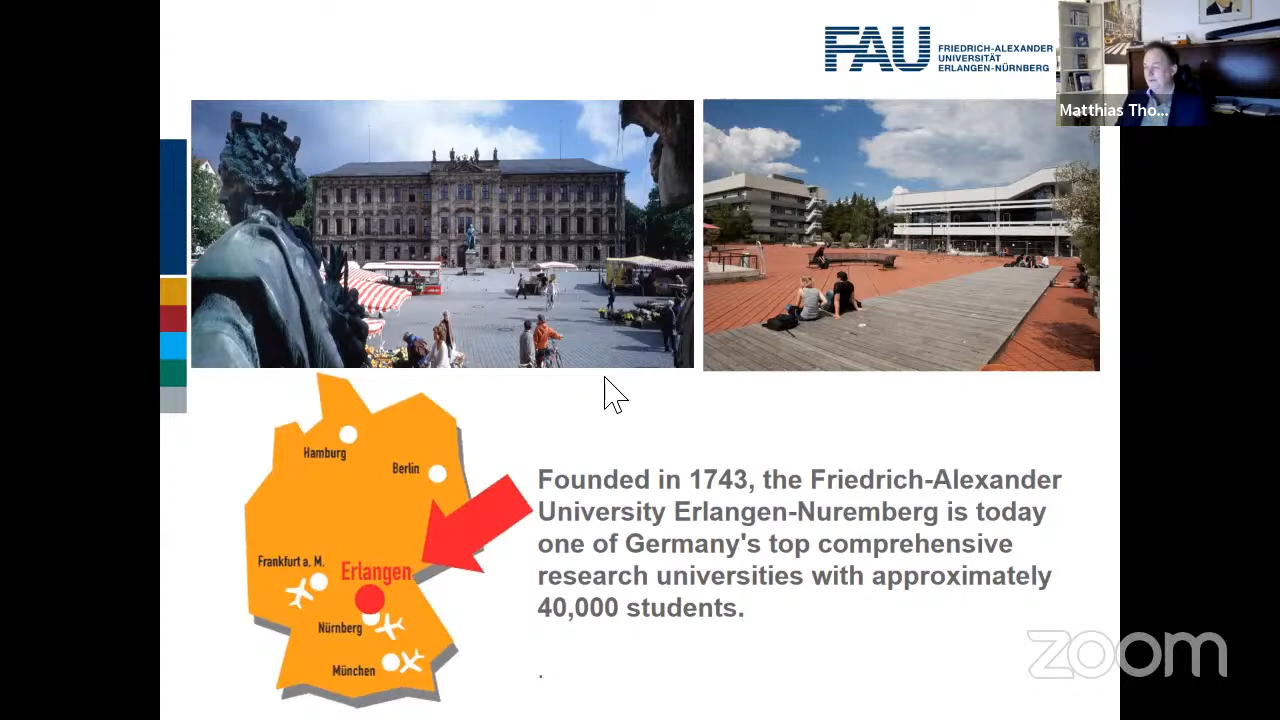 FAU
FRIEDRICH-ALEXANDER
UNIVERSITÄT
ERLANGEN-NÜRNBERG
Matthias Tho...
Hamburg
Berlin
Frankfurt a. M.
Erlangen
Nürnberg
München
Founded in 1743, the Friedrich-Alexander
University Erlangen-Nuremberg is today
one of Germany's top comprehensive
research universities with approximately
40,000 students.
.
zoom